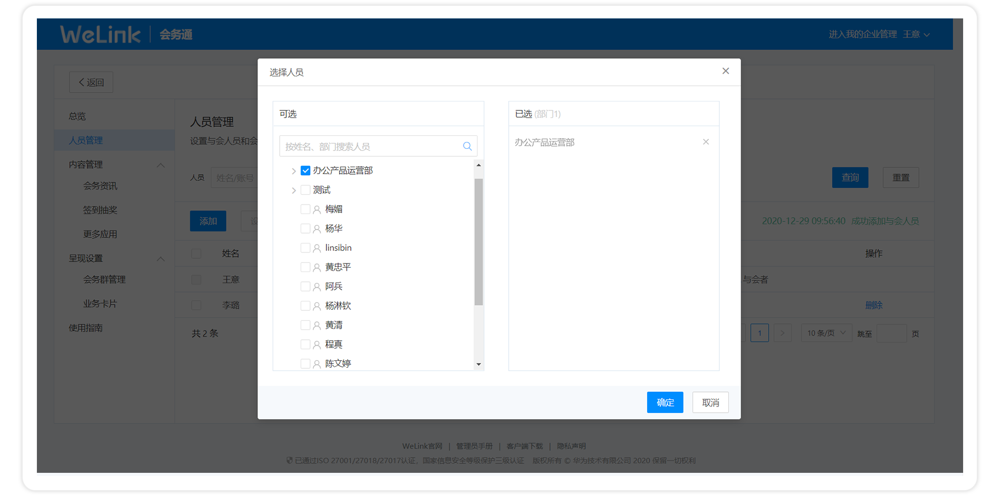 WeLink 会务通
进入我的企业管理 王意
返回
总览
人员管理
内容管理
会务资讯
签到抽奖
更多应用
呈现设置
会务群管理
业务卡片
使用指南
人员管理
设置与会人员和会
人员 姓名/账号
查询 重置
添加 设
2020-12-29 09:56:40 成功添加与会人员
姓名 操作
王意 与会者
李璐 删除
共 2 条 1 10 条/页 跳至 页
选择人员
可选
按姓名、部门搜索人员
办公产品运营部
测试
梅媚
杨华
linsibin
黄忠平
阿兵
杨淋钦
黄清
程真
陈文婷
已选 (部门1)
办公产品运营部
确定 取消
WeLink官网 | 管理员手册 | 客户端下载 | 隐私声明
已通过ISO 27001/27018/27017认证，国家信息安全等级保护三级认证 版权所有 © 华为技术有限公司 2020 保留一切权利